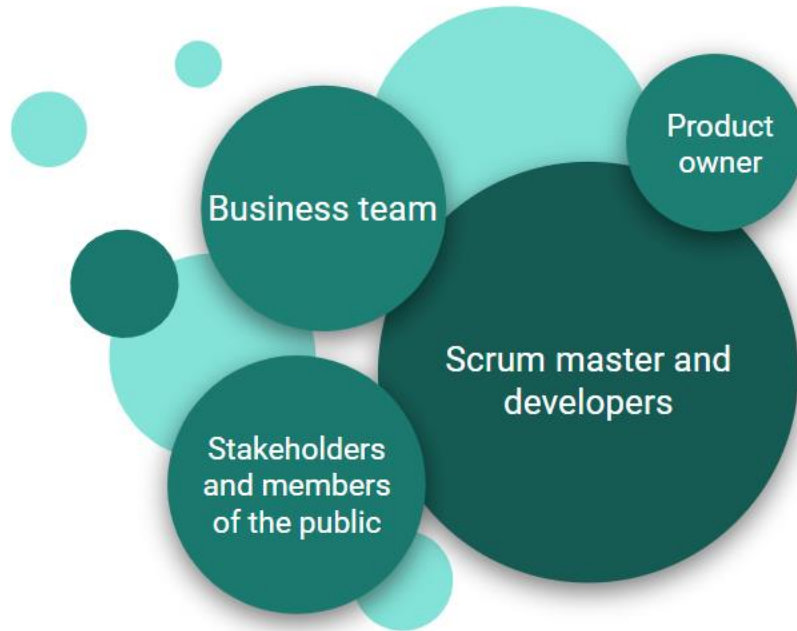 Product
owner
Business team
Scrum master and
developers
Stakeholders
and members
of the public